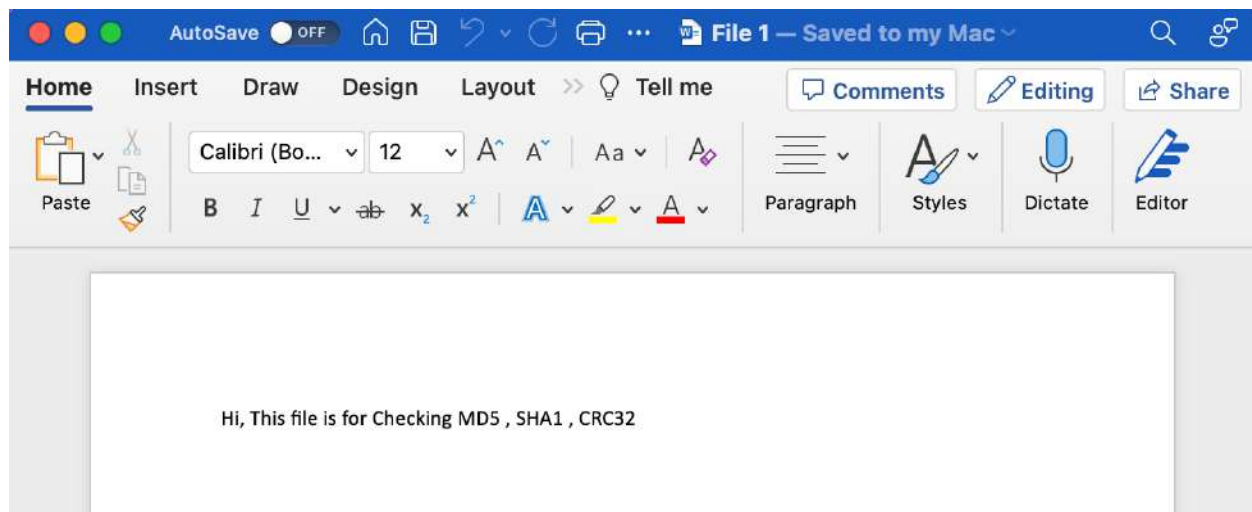 AutoSave OFF ... File 1 — Saved to my Mac
Home Insert Draw Design Layout >> Tell me Comments Editing Share
Calibri (Bo... 12 A^ A˅ Aa A
Paste B I U ab x₂ x² A A Paragraph Styles Dictate Editor
Hi, This file is for Checking MD5 , SHA1 , CRC32